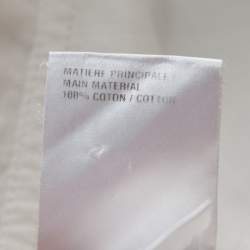 MATIERE PRINCIPALE /
MAIN MATERIAL
100% COTON / COTTON